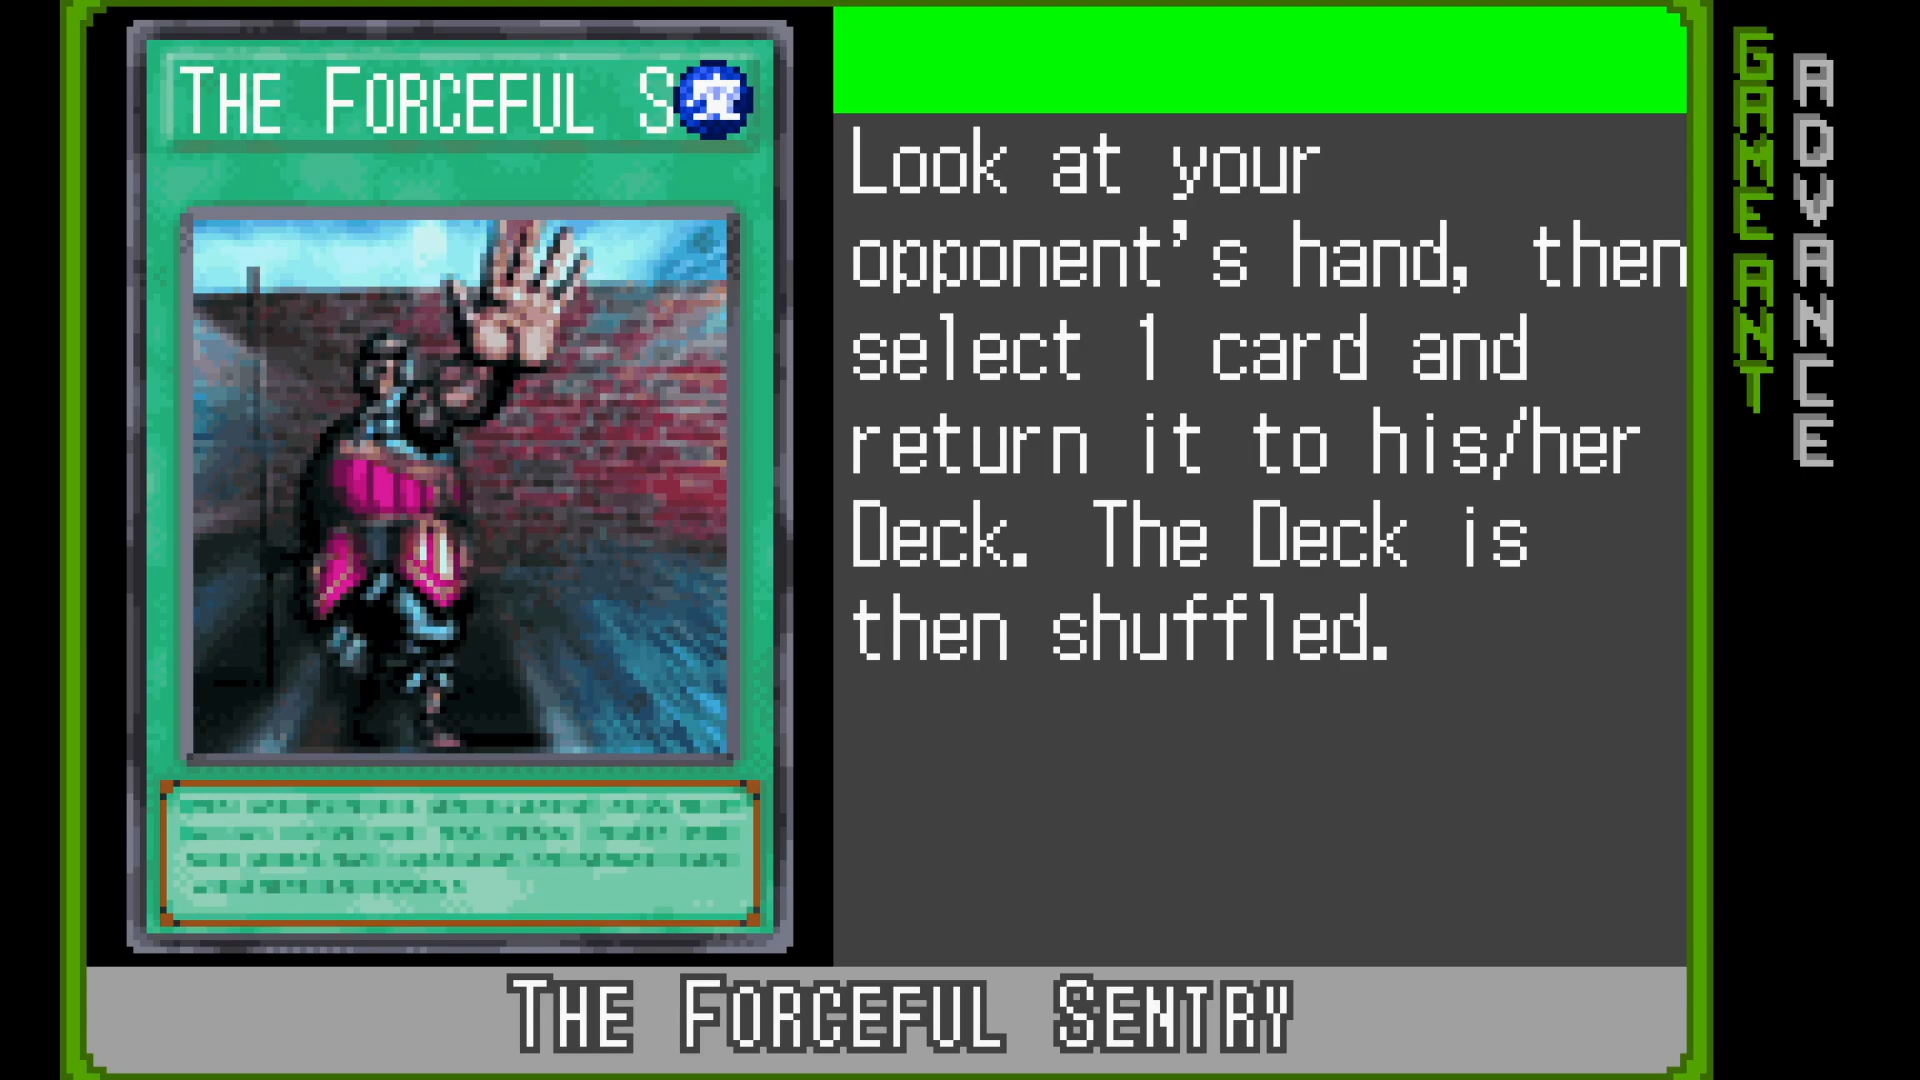 THE FORCEFUL S
Look at your
opponent's hand, then
select 1 card and
return it to his/her
Deck. The Deck is
then shuffled.
THE FORCEFUL SENTRY
GAME ANT
ADVANCE